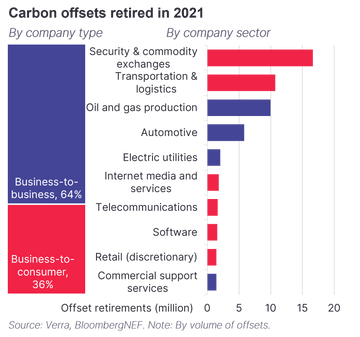 Carbon offsets retired in 2021
By company type
By company sector
Business-to-
business, 64%
Business-to-
consumer,
36%
Security & commodity
exchanges
Transportation &
logistics
Oil and gas production
Automotive
Electric utilities
Internet media and
services
Telecommunications
Software
Retail (discretionary)
Commercial support
services
Offset retirements (million) 0 5 10 15 20
Source: Verra, BloombergNEF. Note: By volume of offsets.